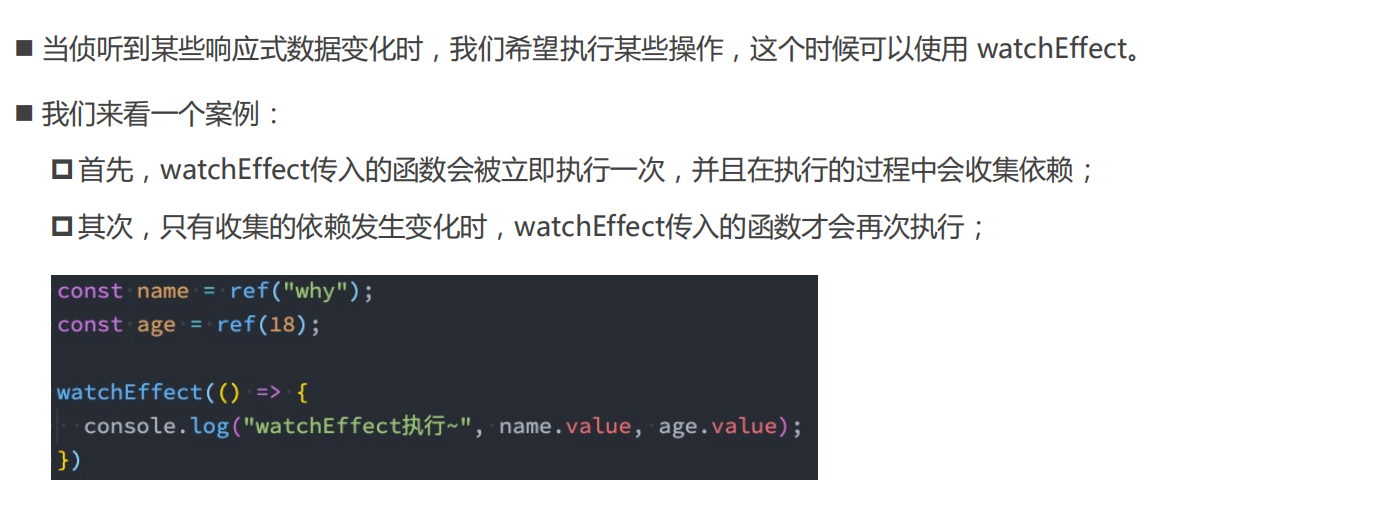 ■ 当侦听到某些响应式数据变化时，我们希望执行某些操作，这个时候可以使用 watchEffect。
■ 我们来看一个案例：
首先，watchEffect传入的函数会被立即执行一次，并且在执行的过程中会收集依赖；
其次，只有收集的依赖发生变化时，watchEffect传入的函数才会再次执行；
const name = ref("why");
const age = ref(18);
watchEffect(() => {
  console.log("watchEffect执行~", name.value, age.value);
})